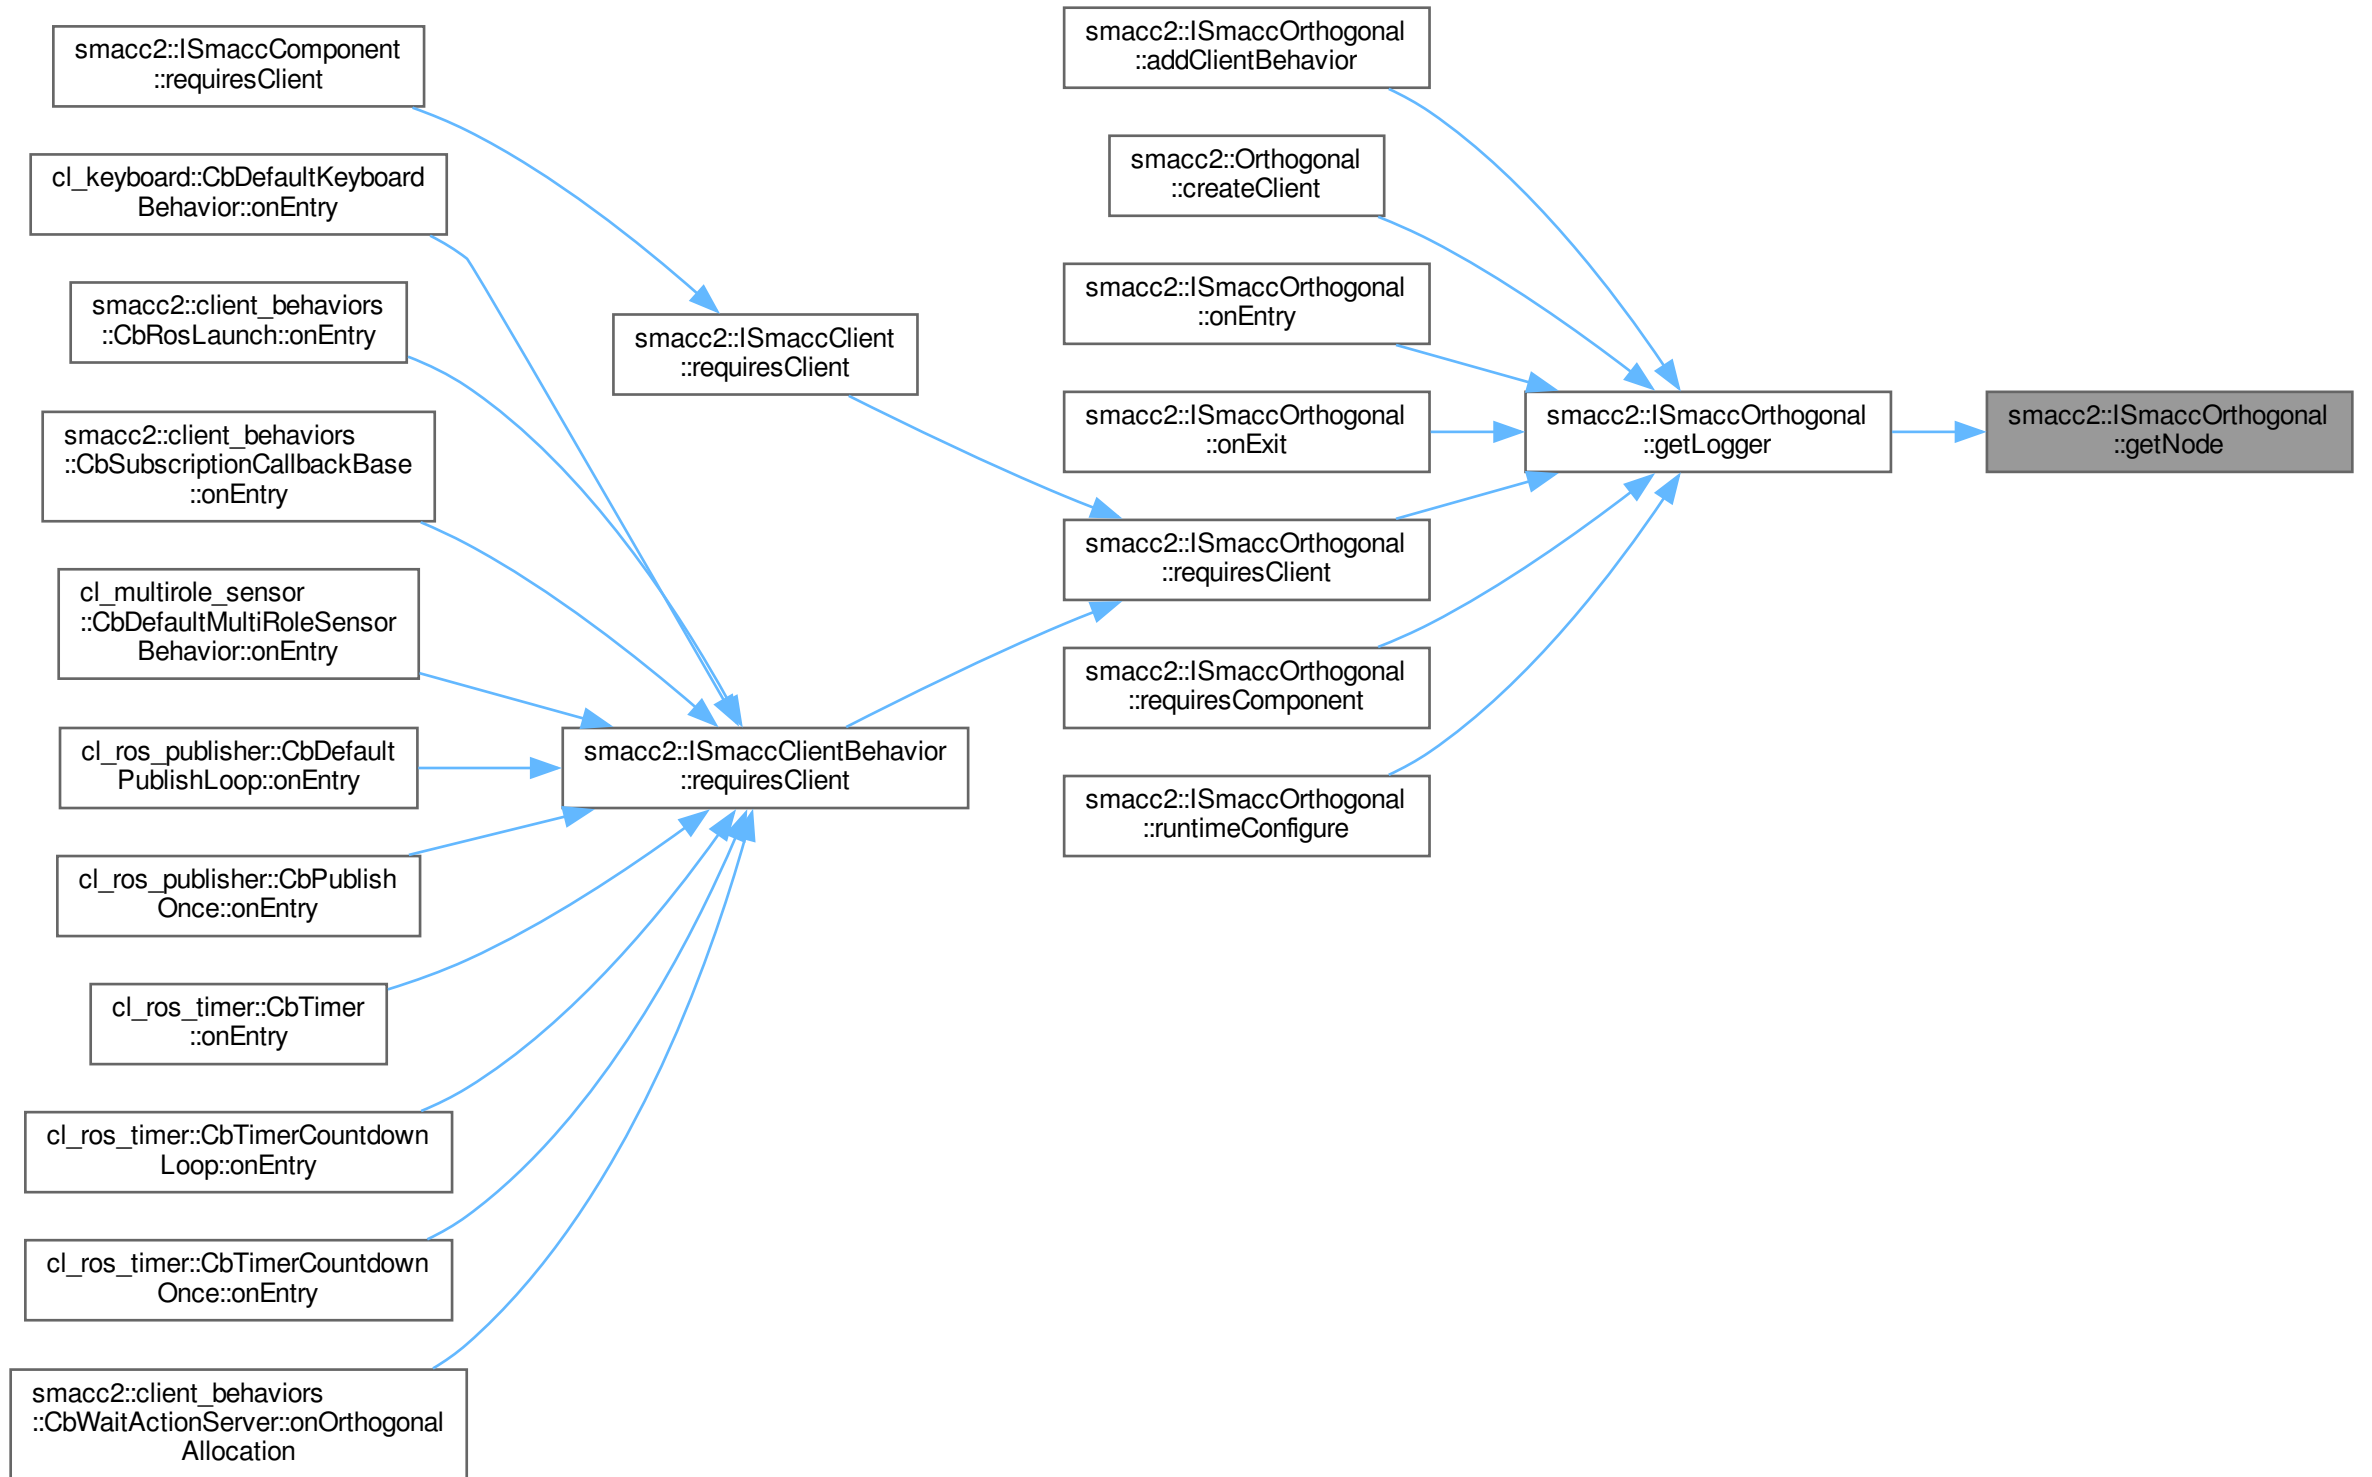 smacc2::ISmaccComponent
::requiresClient
cl_keyboard::CbDefaultKeyboard
Behavior::onEntry
smacc2::client_behaviors
::CbRosLaunch::onEntry
smacc2::client_behaviors
::CbSubscriptionCallbackBase
::onEntry
cl_multirole_sensor
::CbDefaultMultiRoleSensor
Behavior::onEntry
cl_ros_publisher::CbDefault
PublishLoop::onEntry
cl_ros_publisher::CbPublish
Once::onEntry
cl_ros_timer::CbTimer
::onEntry
cl_ros_timer::CbTimerCountdown
Loop::onEntry
cl_ros_timer::CbTimerCountdown
Once::onEntry
smacc2::client_behaviors
::CbWaitActionServer::onOrthogonal
Allocation
smacc2::ISmaccClient
::requiresClient
smacc2::ISmaccClientBehavior
::requiresClient
smacc2::ISmaccOrthogonal
::addClientBehavior
smacc2::Orthogonal
::createClient
smacc2::ISmaccOrthogonal
::onEntry
smacc2::ISmaccOrthogonal
::onExit
smacc2::ISmaccOrthogonal
::requiresClient
smacc2::ISmaccOrthogonal
::requiresComponent
smacc2::ISmaccOrthogonal
::runtimeConfigure
smacc2::ISmaccOrthogonal
::getLogger
smacc2::ISmaccOrthogonal
::getNode